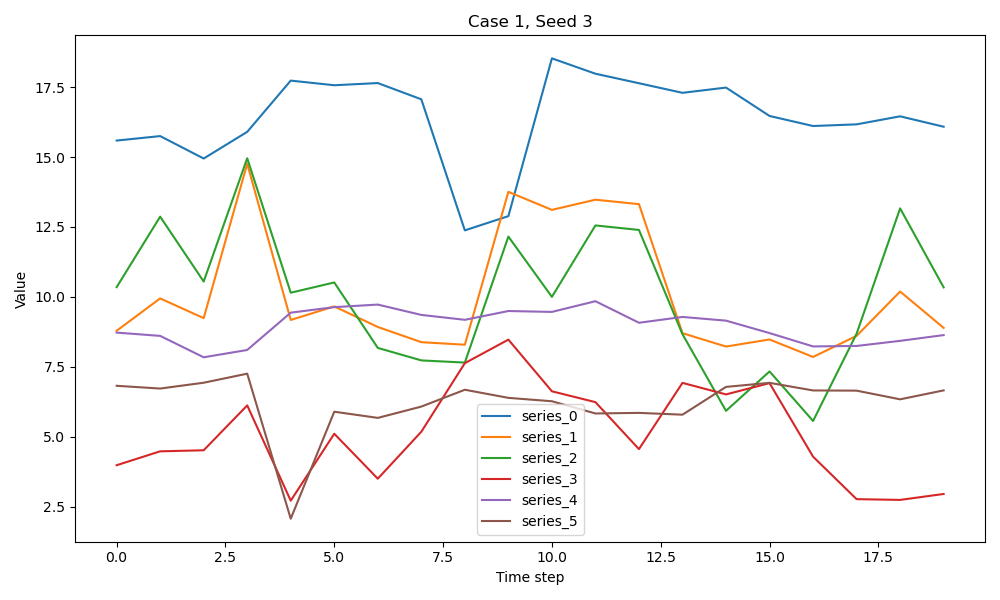 Case 1, Seed 3
Value
17.5
15.0
12.5
10.0
7.5
5.0
2.5
series_0
series_1
series_2
series_3
series_4
series_5
0.0 2.5 5.0 7.5 10.0 12.5 15.0 17.5
Time step